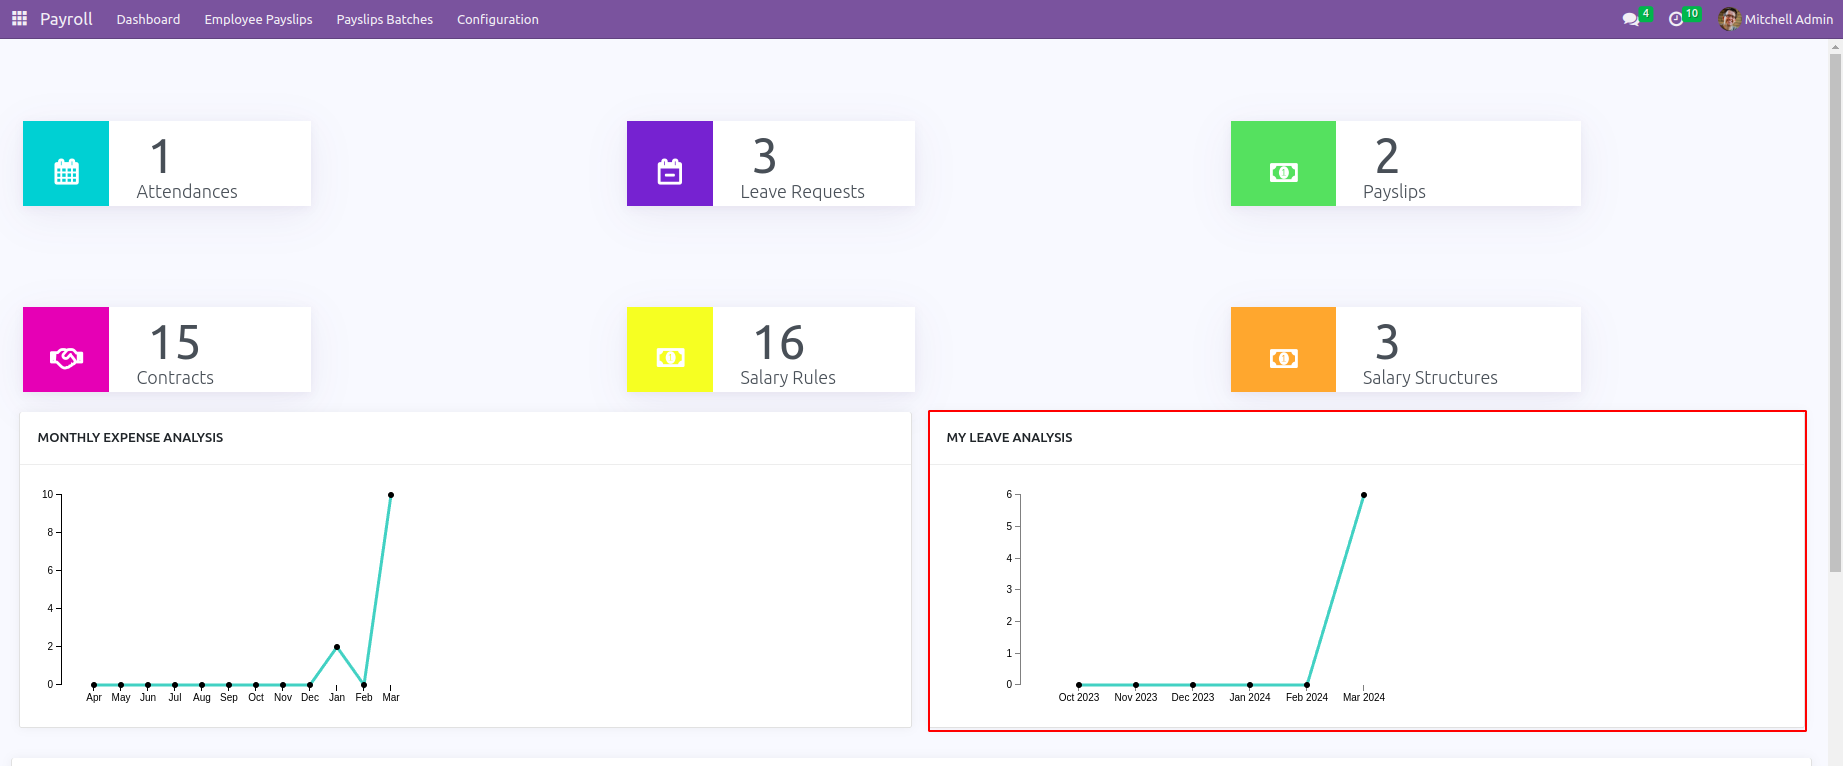 Payroll Dashboard Employee Payslips Payslips Batches Configuration 4 10 Mitchell Admin
1
Attendances
3
Leave Requests
2
Payslips
15
Contracts
16
Salary Rules
3
Salary Structures
MONTHLY EXPENSE ANALYSIS
10
8
6
4
2
0
Apr May Jun Jul Aug Sep Oct Nov Dec Jan Feb Mar
MY LEAVE ANALYSIS
6
5
4
3
2
1
0
Oct 2023 Nov 2023 Dec 2023 Jan 2024 Feb 2024 Mar 2024